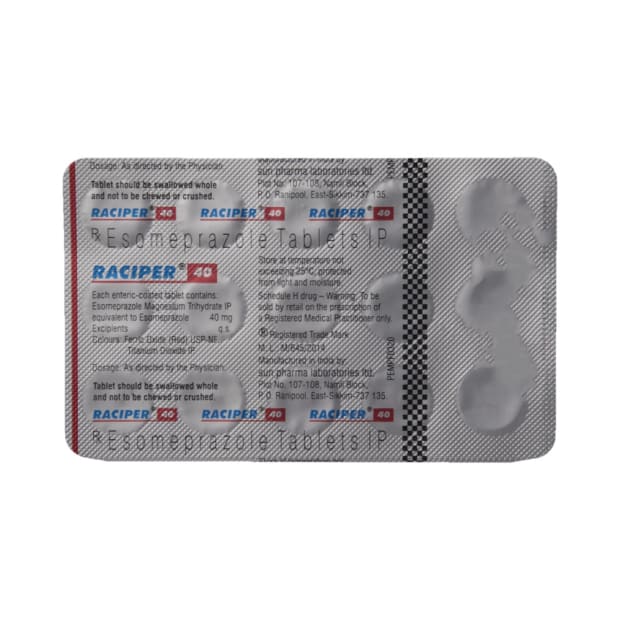 Dosage: As directed by the Physician.
Tablet should be swallowed whole
and not to be chewed or crushed.
sun pharma laboratories ltd.
Plot No. 107-108, Namli Block,
P.O. Ranipool, East-Sikkim-737 135.
RACIPER® 40 RACIPER® 40 RACIPER® 40
Rx Esomeprazole Tablets IP
RACIPER® 40
Each enteric-coated tablet contains:
Esomeprazole Magnesium Trihydrate IP
equivalent to Esomeprazole 40 mg
Excipients q.s.
Colours: Ferric Oxide (Red) USP-NF
Titanium Dioxide IP
Dosage: As directed by the Physician.
Tablet should be swallowed whole
and not to be chewed or crushed.
Store at temperature not
exceeding 25°C, protected
from light and moisture.
Schedule H drug – Warning: To be
sold by retail on the prescription of
a Registered Medical Practitioner only.
® Registered Trade Mark
M.L.: M/645/2014
Manufactured in India by:
sun pharma laboratories ltd.
Plot No. 107-108, Namli Block,
P.O. Ranipool, East-Sikkim-737 135.
RACIPER® 40 RACIPER® 40 RACIPER® 40
Rx Esomeprazole Tablets IP